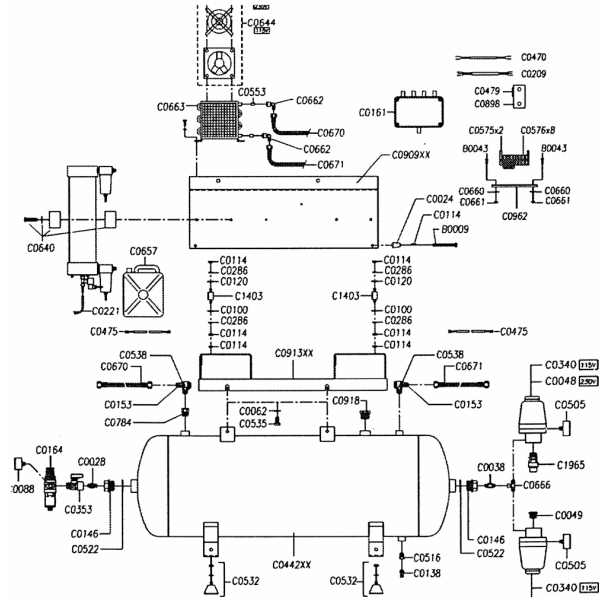 C0644
115V
C0553
C0663
C0662
C0670
C0662
C0671
C0161
C0470
C0209
C0479
C0898
C0575x2 C0576x8
B0043 B0043
C0660 C0660
C0661 C0661
C0962
C0909XX
C0024
C0114
B0009
C0640
C0657
C0221
C0114 C0114
C0286 C0286
C0120 C0120
C1403 C1403
C0100 C0100
C0286 C0286
C0114 C0114
C0114 C0114
C0475 C0475
C0538 C0913XX C0538
C0670 C0671
C0153 C0153
C0784
C0062
C0535
C0918
C0340 115V
C0048 230V
C0505
C1965
C0164
C0028
C0088
C0353
C0146
C0522
C0038
C0666
C0049
C0146
C0522
C0505
C0442XX
C0516
C0138
C0532 C0532
C0340 115V